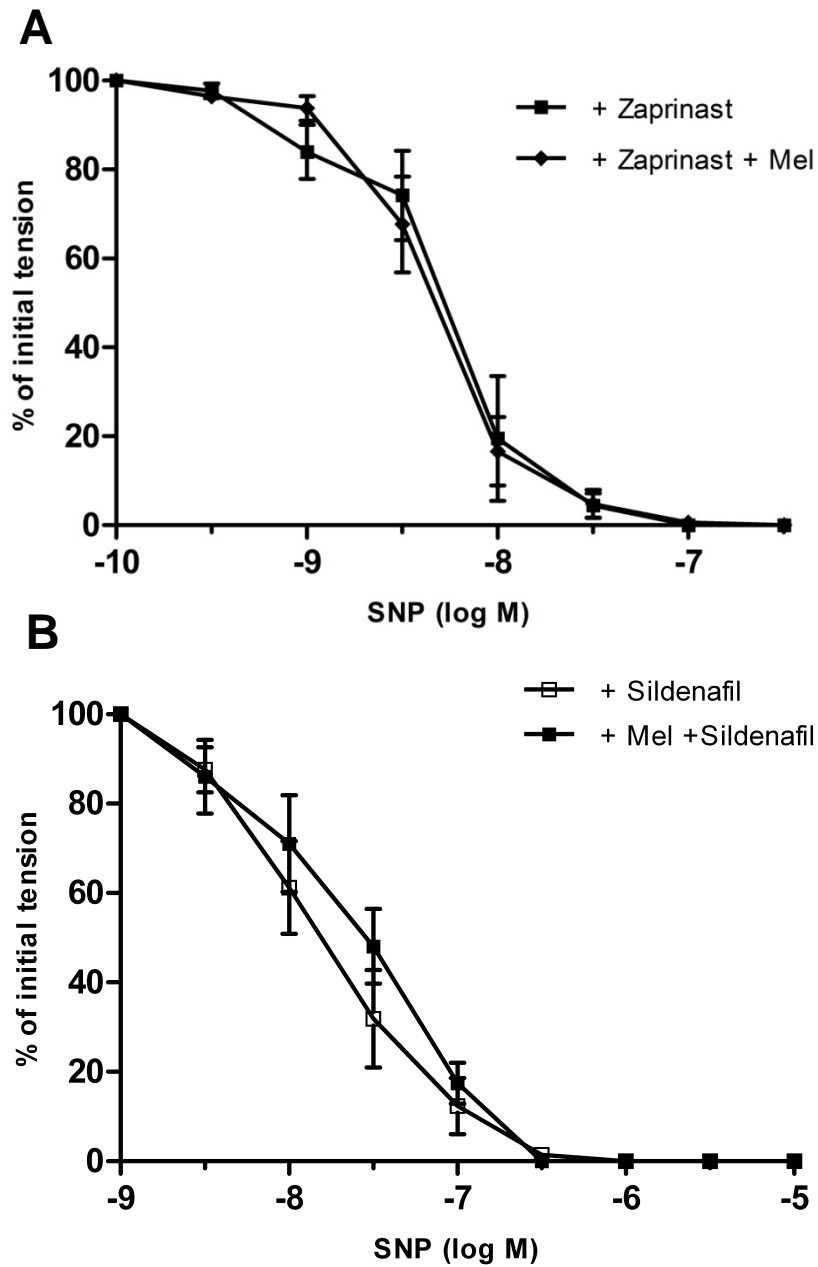 A
100
80
60
40
20
0
% of initial tension
+ Zaprinast
+ Zaprinast + Mel
-10 -9 -8 -7
SNP (log M)
B
100
80
60
40
20
0
% of initial tension
+ Sildenafil
+ Mel +Sildenafil
-9 -8 -7 -6 -5
SNP (log M)